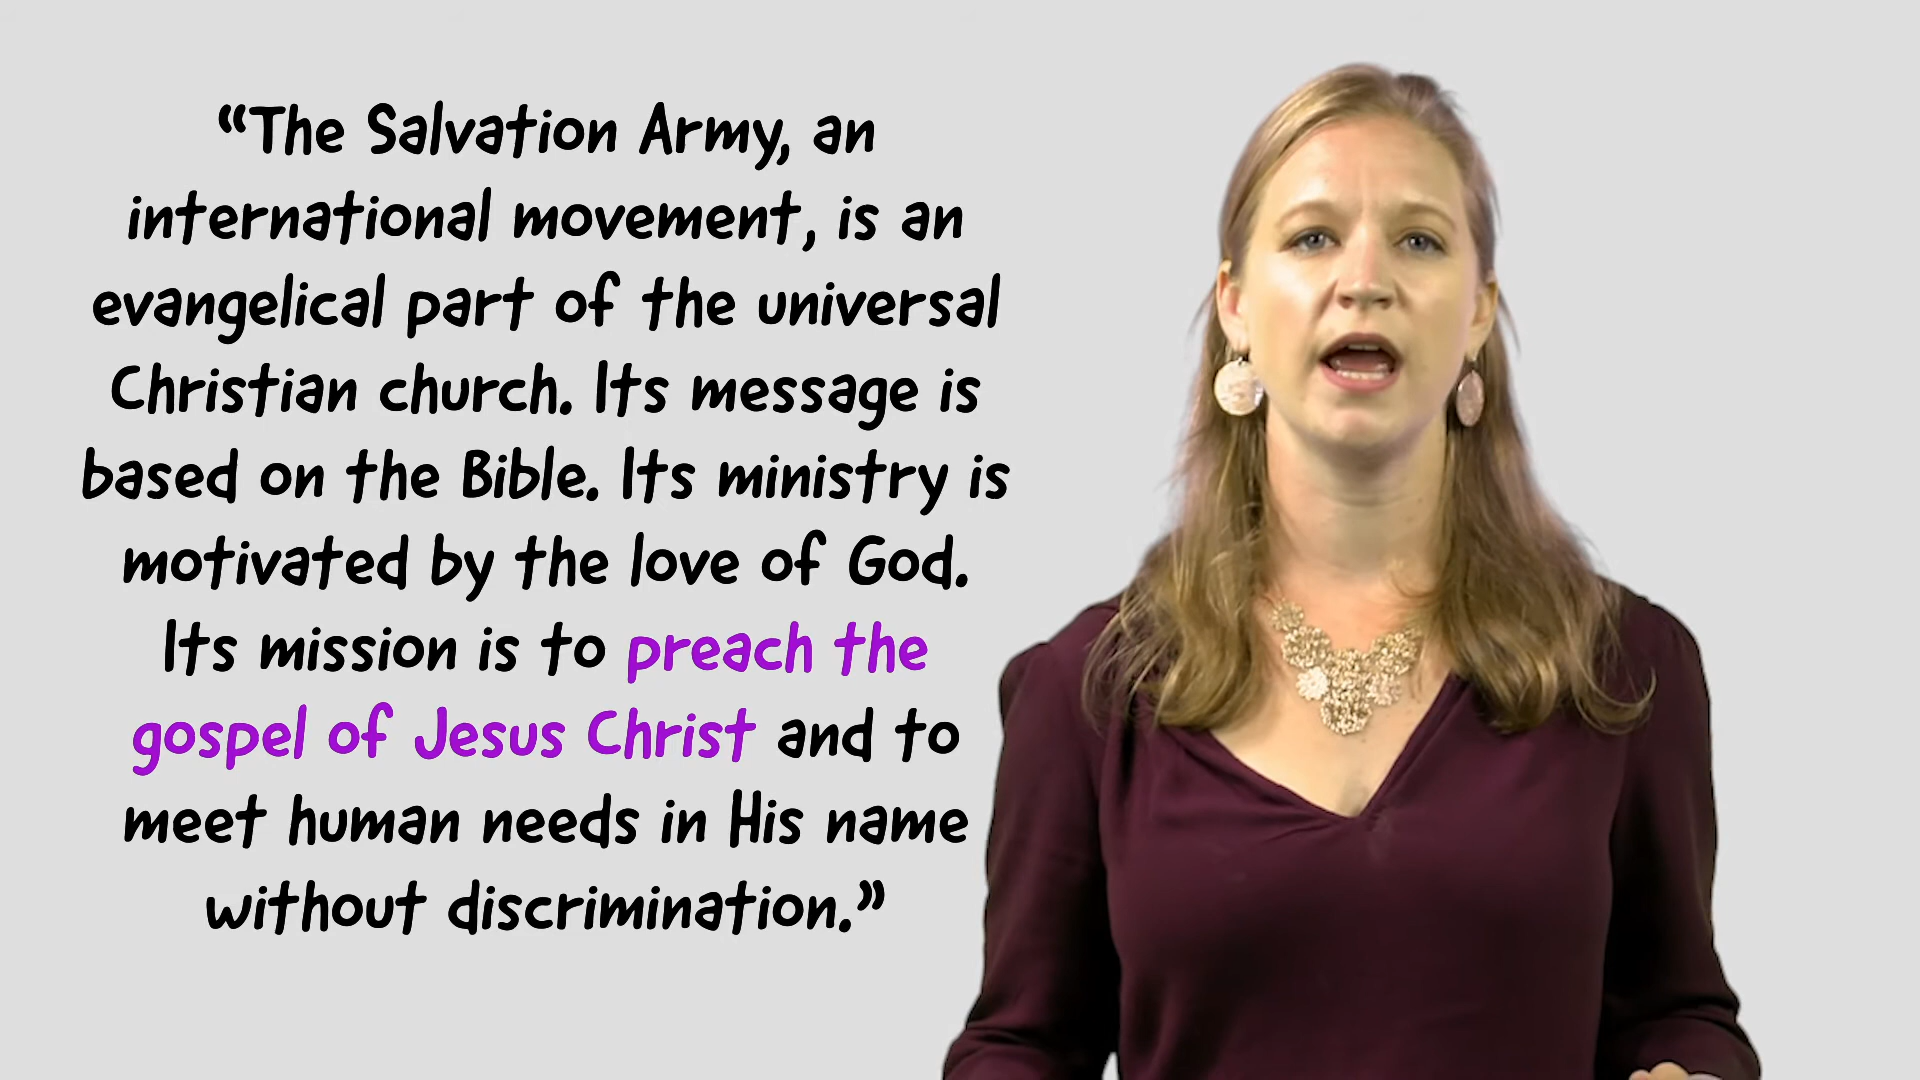 “The Salvation Army, an
international movement, is an
evangelical part of the universal
Christian church. Its message is
based on the Bible. Its ministry is
motivated by the love of God.
Its mission is to preach the
gospel of Jesus Christ and to
meet human needs in His name
without discrimination.”